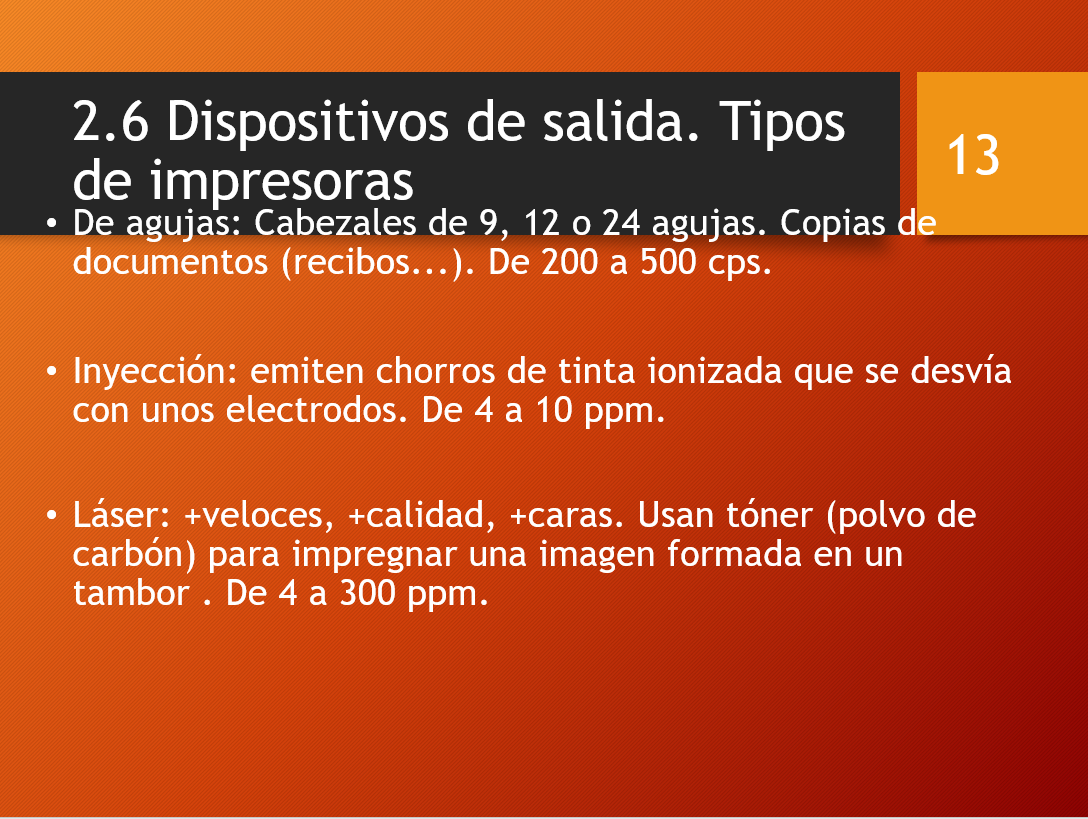 2.6 Dispositivos de salida. Tipos
de impresoras
13
• De agujas: Cabezales de 9, 12 o 24 agujas. Copias de
documentos (recibos...). De 200 a 500 cps.
• Inyección: emiten chorros de tinta ionizada que se desvía
con unos electrodos. De 4 a 10 ppm.
• Láser: +veloces, +calidad, +caras. Usan tóner (polvo de
carbón) para impregnar una imagen formada en un
tambor . De 4 a 300 ppm.